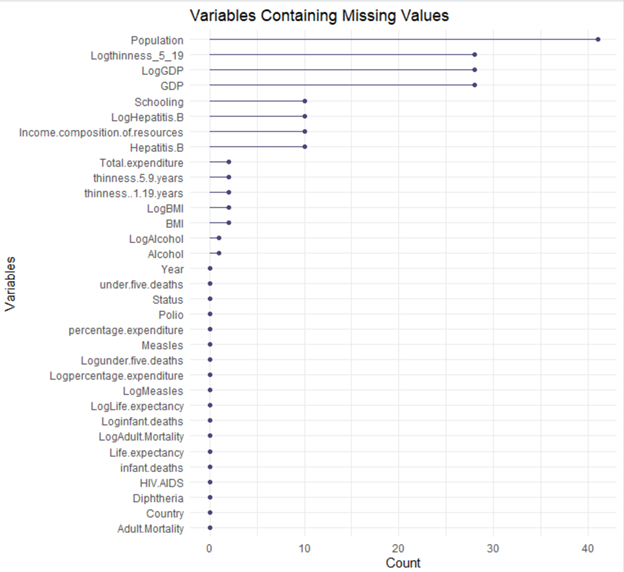 Variables Containing Missing Values
Population
Logthinness_5_19
LogGDP
GDP
Schooling
LogHepatitis.B
Income.composition.of.resources
Hepatitis.B
Total.expenditure
thinness.5.9.years
thinness..1.19.years
LogBMI
BMI
LogAlcohol
Alcohol
Year
under.five.deaths
Status
Polio
percentage.expenditure
Measles
Logunder.five.deaths
Logpercentage.expenditure
LogMeasles
LogLife.expectancy
Loginfant.deaths
LogAdult.Mortality
Life.expectancy
infant.deaths
HIV.AIDS
Diphtheria
Country
Adult.Mortality
Variables
0 10 20 30 40
Count